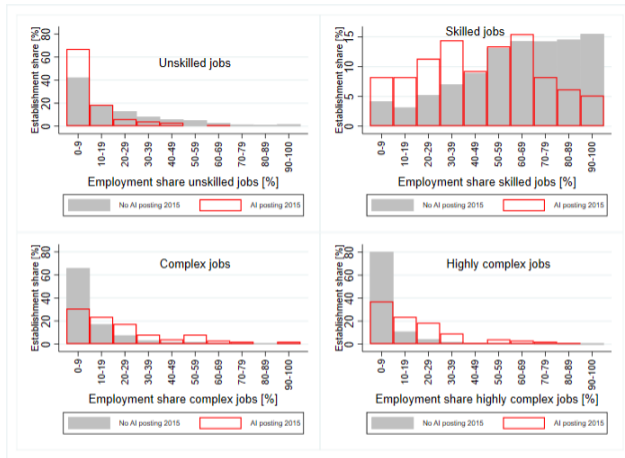 Unskilled jobs
Establishment share [%]
80
60
40
20
0
0-9 10-19 20-29 30-39 40-49 50-59 60-69 70-79 80-89 90-100
Employment share unskilled jobs [%]
No AI posting 2015 AI posting 2015
Skilled jobs
Establishment share [%]
15
10
5
0
0-9 10-19 20-29 30-39 40-49 50-59 60-69 70-79 80-89 90-100
Employment share skilled jobs [%]
No AI posting 2015 AI posting 2015
Complex jobs
Establishment share [%]
80
60
40
20
0
0-9 10-19 20-29 30-39 40-49 50-59 60-69 70-79 80-89 90-100
Employment share complex jobs [%]
No AI posting 2015 AI posting 2015
Highly complex jobs
Establishment share [%]
80
60
40
20
0
0-9 10-19 20-29 30-39 40-49 50-59 60-69 70-79 80-89 90-100
Employment share highly complex jobs [%]
No AI posting 2015 AI posting 2015